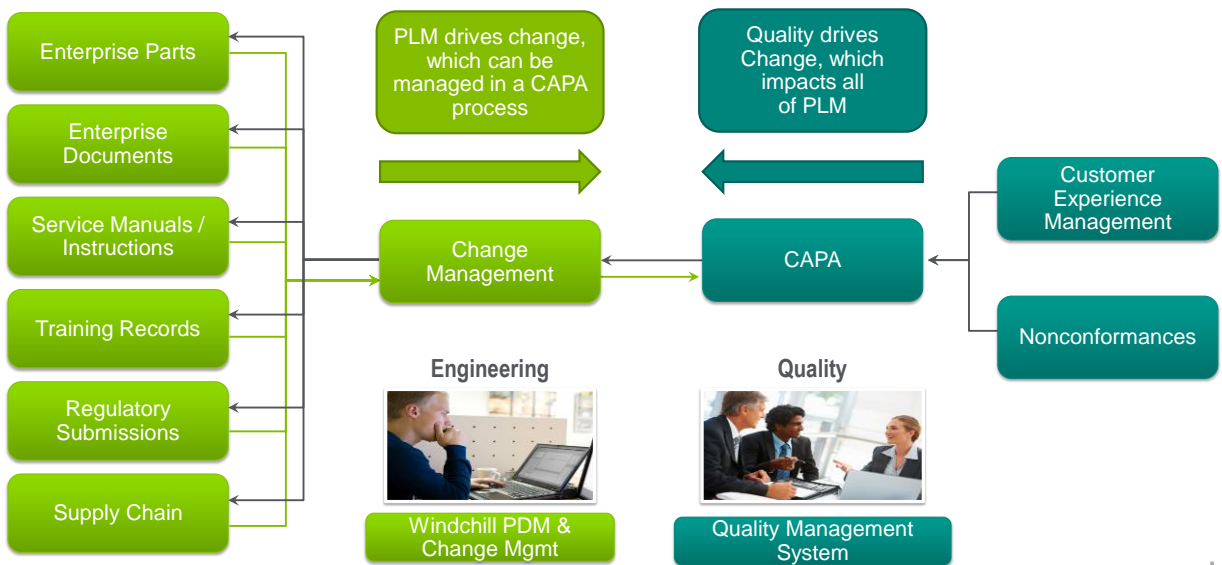 Enterprise Parts
Enterprise
Documents
Service Manuals /
Instructions
Training Records
Regulatory
Submissions
Supply Chain
PLM drives change,
which can be
managed in a CAPA
process
Quality drives
Change, which
impacts all
of PLM
Change
Management
CAPA
Customer
Experience
Management
Nonconformances
Engineering
Quality
Windchill PDM &
Change Mgmt
Quality Management
System